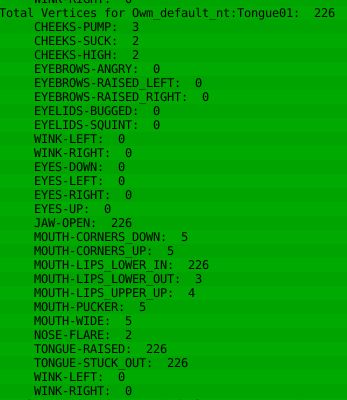 WINK-RIGHT: 0
Total Vertices for Owm_default_nt:Tongue01: 226
CHEEKS-PUMP: 3
CHEEKS-SUCK: 2
CHEEKS-HIGH: 2
EYEBROWS-ANGRY: 0
EYEBROWS-RAISED_LEFT: 0
EYEBROWS-RAISED_RIGHT: 0
EYELIDS-BUGGED: 0
EYELIDS-SQUINT: 0
WINK-LEFT: 0
WINK-RIGHT: 0
EYES-DOWN: 0
EYES-LEFT: 0
EYES-RIGHT: 0
EYES-UP: 0
JAW-OPEN: 226
MOUTH-CORNERS_DOWN: 5
MOUTH-CORNERS_UP: 5
MOUTH-LIPS_LOWER_IN: 226
MOUTH-LIPS_LOWER_OUT: 3
MOUTH-LIPS_UPPER_UP: 4
MOUTH-PUCKER: 5
MOUTH-WIDE: 5
NOSE-FLARE: 2
TONGUE-RAISED: 226
TONGUE-STUCK_OUT: 226
WINK-LEFT: 0
WINK-RIGHT: 0